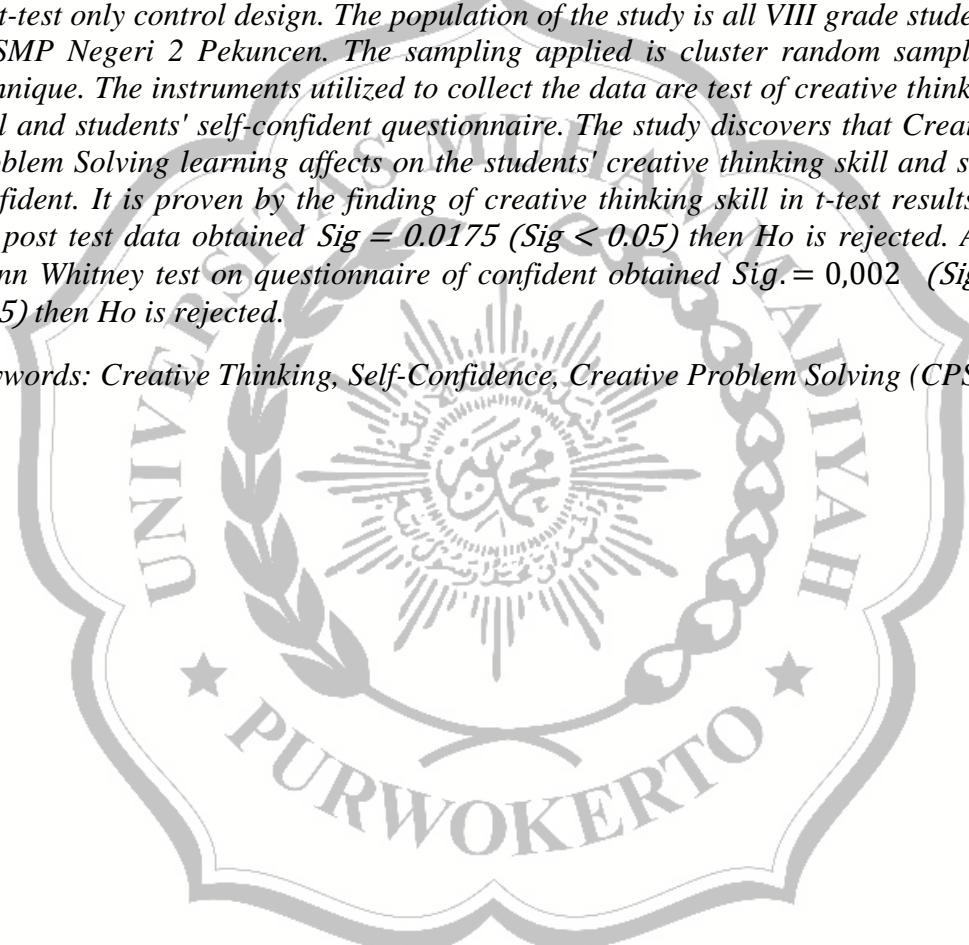 t-test only control design. The population of the study is all VIII grade stude
SMP Negeri 2 Pekuncen. The sampling applied is cluster random sampl
nnique. The instruments utilized to collect the data are test of creative think
l and students' self-confident questionnaire. The study discovers that Creat
blem Solving learning affects on the students' creative thinking skill and s
fident. It is proven by the finding of creative thinking skill in t-test results
post test data obtained Sig = 0.0175 (Sig < 0.05) then Ho is rejected. A
nn Whitney test on questionnaire of confident obtained Sig. = 0,002 (Sig
5) then Ho is rejected.
ywords: Creative Thinking, Self-Confidence, Creative Problem Solving (CPS
UNIVERSITAS MUHAMMADIYAH
PURWOKERTO